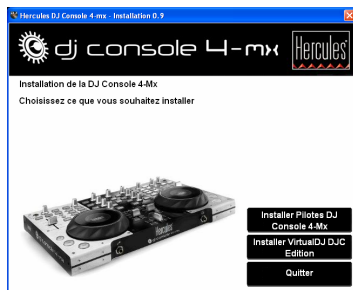 Hercules DJ Console 4-mx - Installation 0.9
dj console 4-mx
Hercules
Installation de la DJ Console 4-Mx
Choisissez ce que vous souhaitez installer
Hercules
Installer Pilotes DJ
Console 4-Mx
Installer VirtualDJ DJC
Edition
Quitter